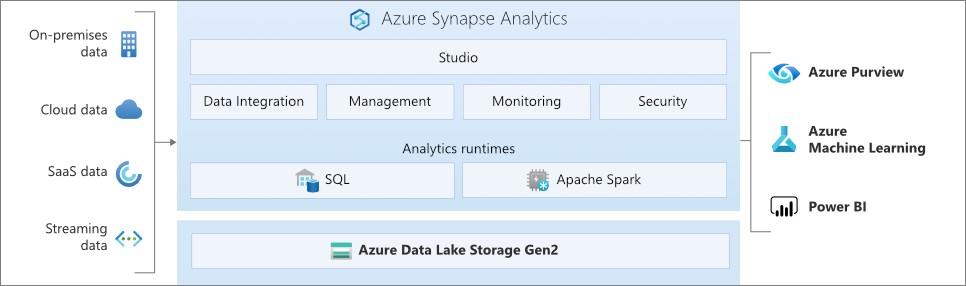 On-premises
data
Cloud data
SaaS data
Streaming
data
Azure Synapse Analytics
Studio
Data Integration
Management
Monitoring
Security
Analytics runtimes
SQL
Apache Spark
Azure Data Lake Storage Gen2
Azure Purview
Azure
Machine Learning
Power BI